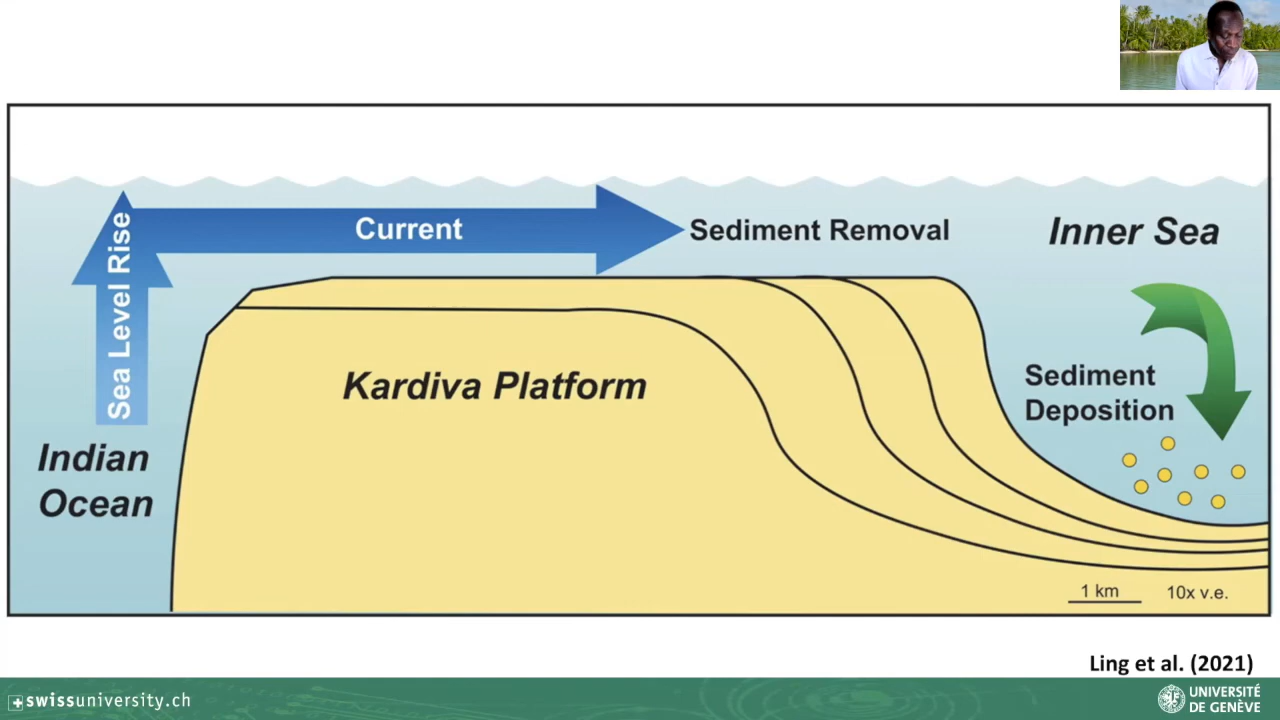 Sea Level Rise
Current
Sediment Removal
Inner Sea
Kardiva Platform
Sediment
Deposition
Indian
Ocean
1 km
10x v.e.
Ling et al. (2021)
swissuniversity.ch
UNIVERSITÉ
DE GENÈVE